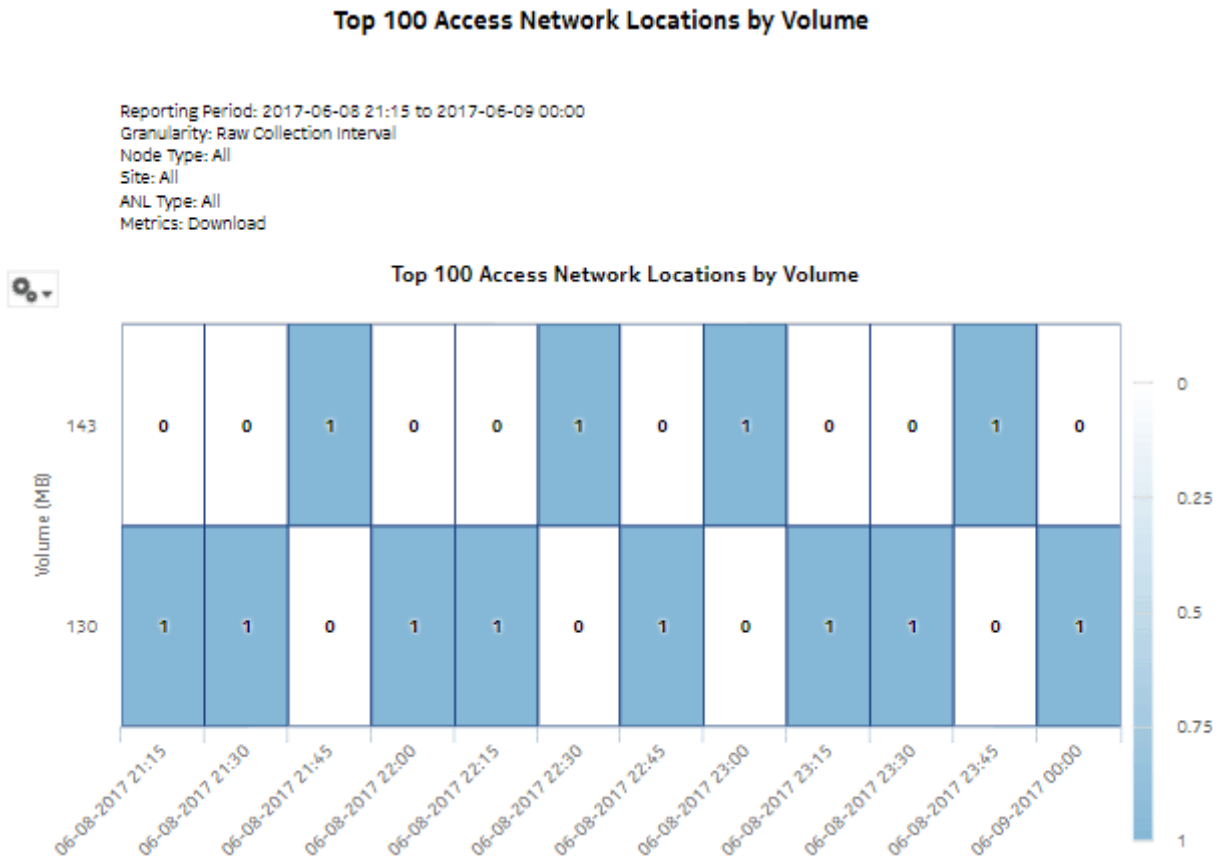 Top 100 Access Network Locations by Volume
Reporting Period: 2017-06-08 21:15 to 2017-06-09 00:00
Granularity: Raw Collection Interval
Node Type: All
Site: All
ANL Type: All
Metrics: Download
Top 100 Access Network Locations by Volume
Volume (MB)
143
0 0 1 0 0 1 0 1 0 0 1 0
130
1 1 0 1 1 0 1 0 1 1 0 1
06-08-2017 21:15
06-08-2017 21:30
06-08-2017 21:45
06-08-2017 22:00
06-08-2017 22:15
06-08-2017 22:30
06-08-2017 22:45
06-08-2017 23:00
06-08-2017 23:15
06-08-2017 23:30
06-08-2017 23:45
06-09-2017 00:00
0
0.25
0.5
0.75
1